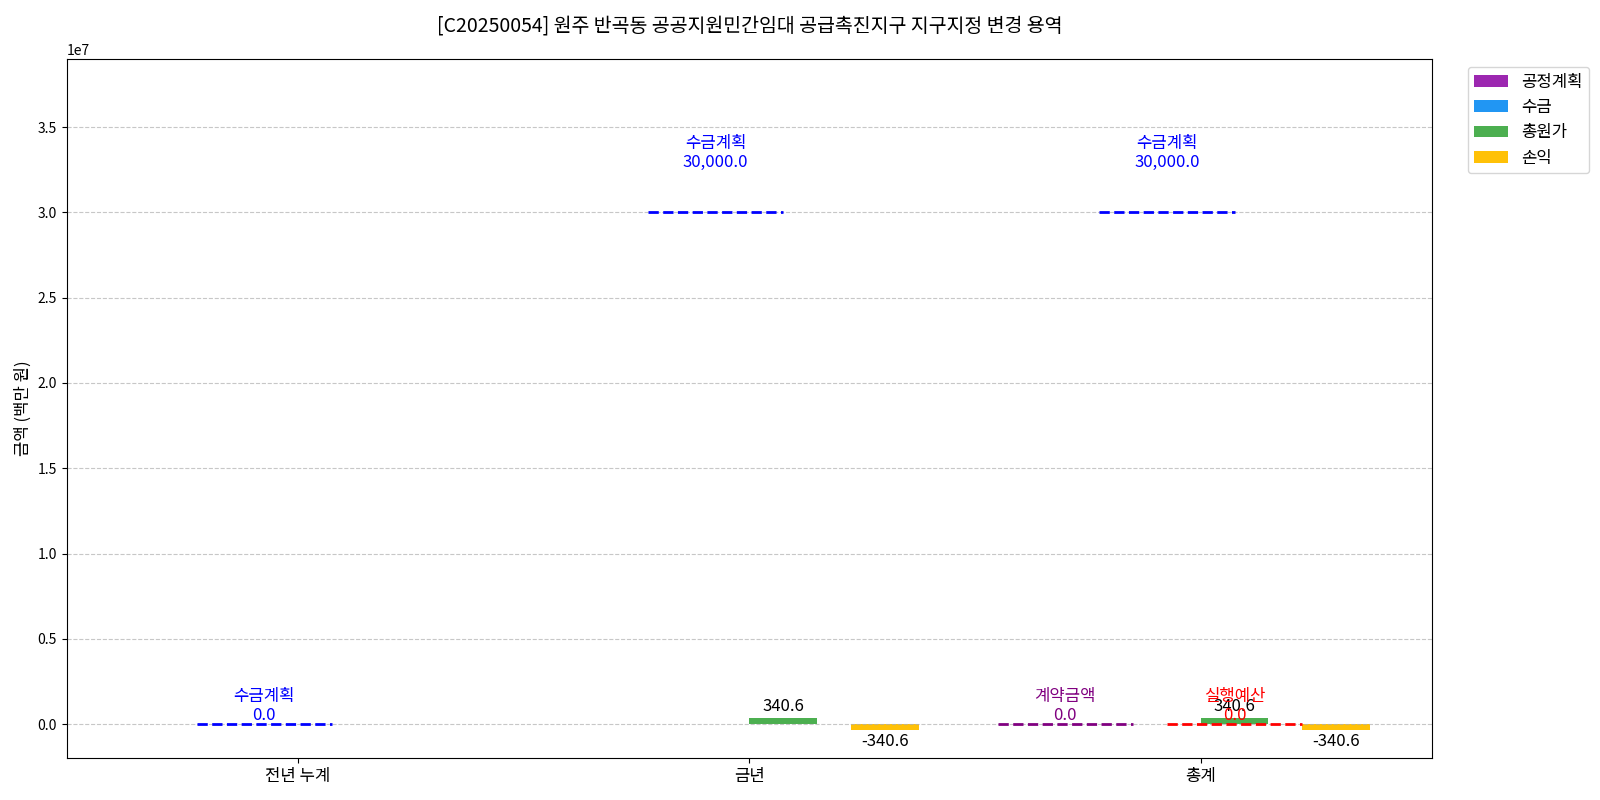 [C20250054] 원주 반곡동 공공지원민간임대 공급촉진지구 지구지정 변경 용역
1e7
공정계획
수금
총원가
손익
금액 (백만 원)
3.5
3.0
2.5
2.0
1.5
1.0
0.5
0.0
수금계획
30,000.0
수금계획
30,000.0
수금계획
0.0
340.6
-340.6
계약금액
0.0
실행예산
340.6
0.0
-340.6
전년 누계
금년
총계